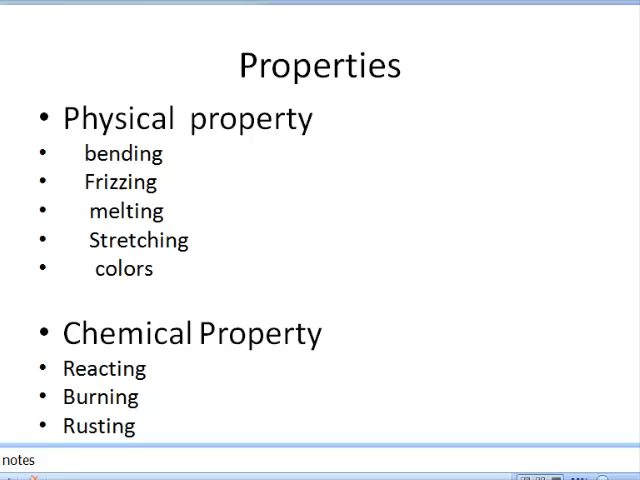 Properties
• Physical property
• bending
• Frizzing
• melting
• Stretching
• colors
• Chemical Property
• Reacting
• Burning
• Rusting
notes